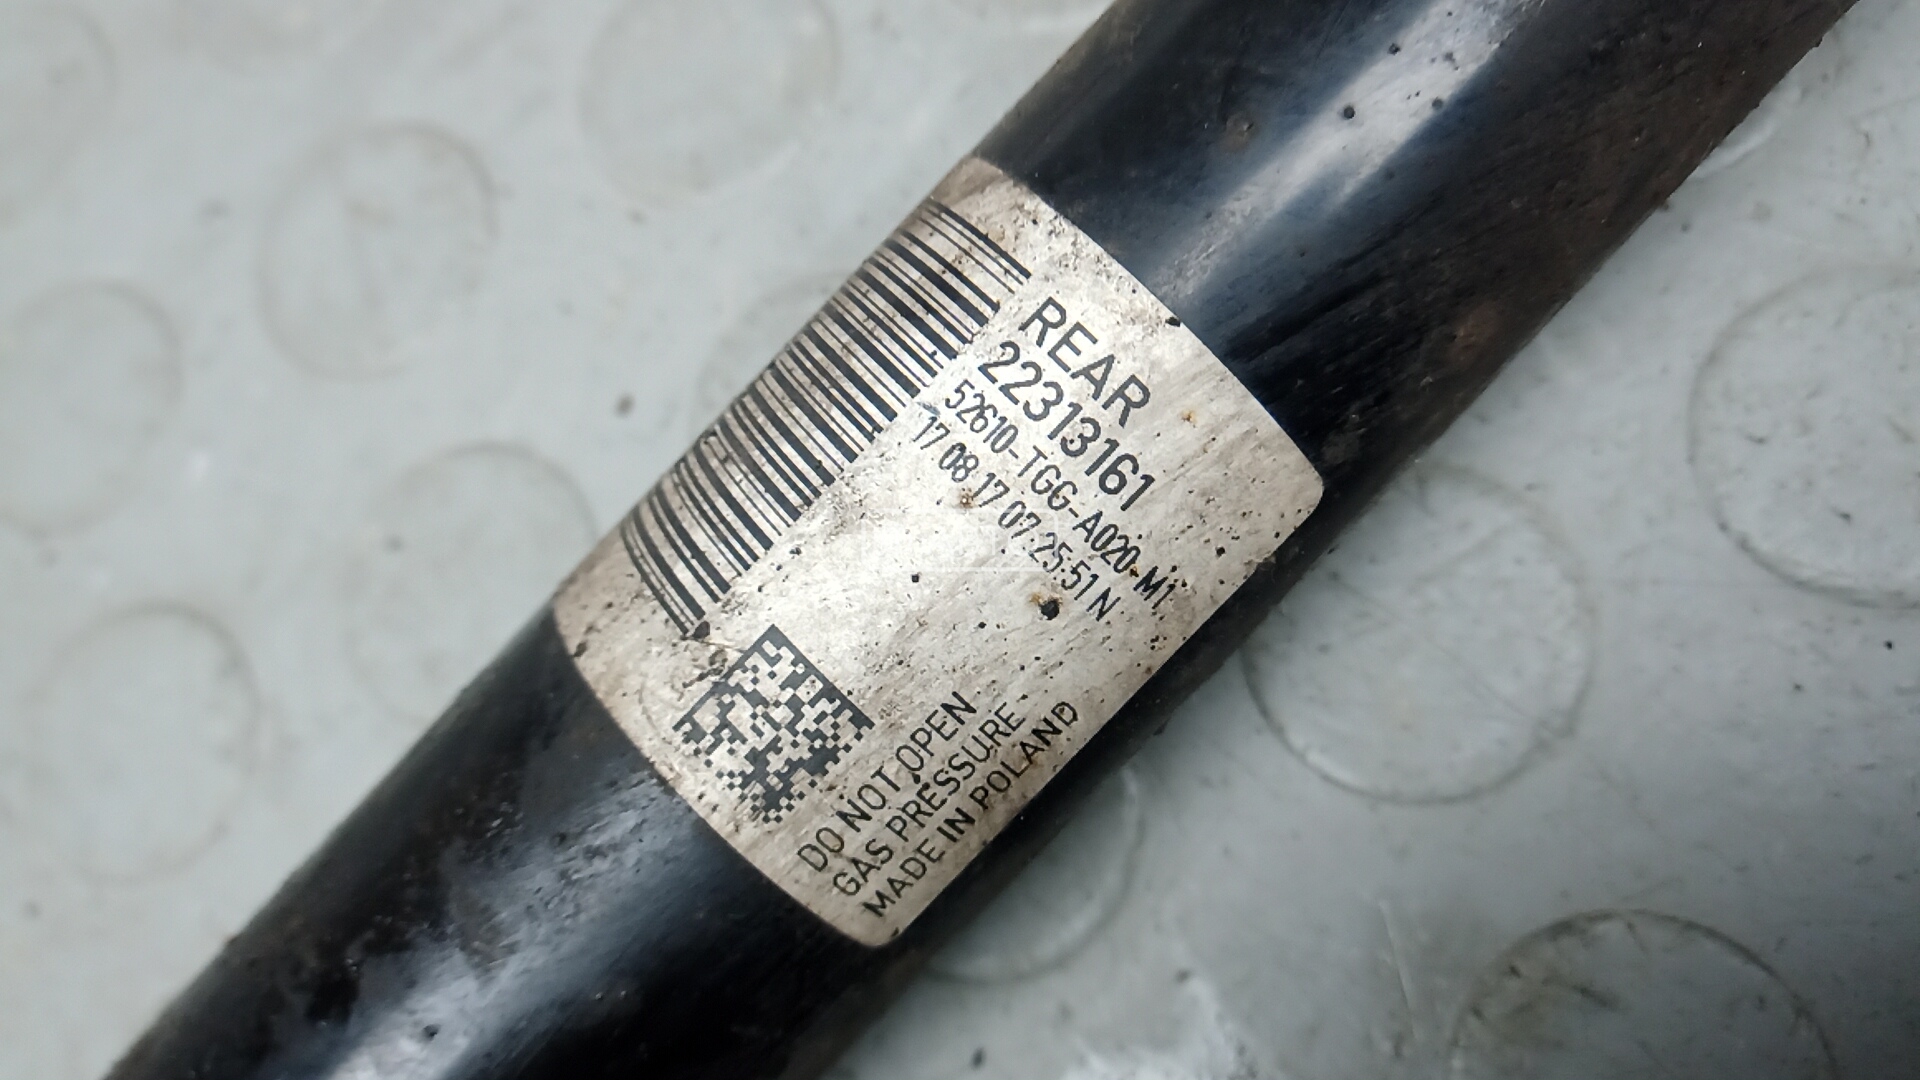 REAR
22313161
52610-TGG-A020-M1
17 08 17 07:25:51 N
DO NOT OPEN
GAS PRESSURE
MADE IN POLAND